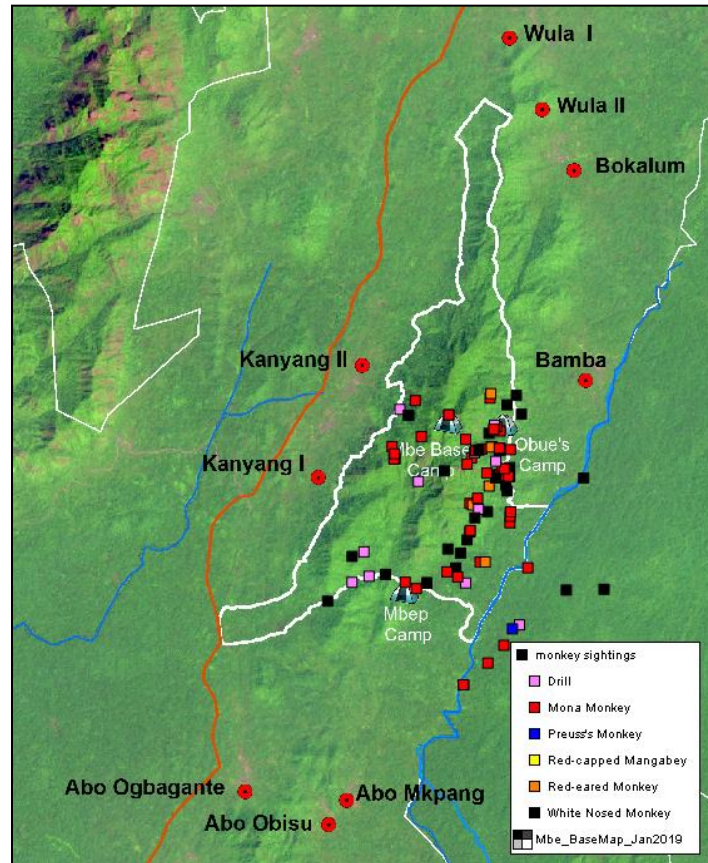 Wula I
Wula II
Bokalum
Kanyang II
Bamba
Mbe Base
Camp
Obue's
Camp
Kanyang I
Mbep
Camp
monkey sightings
Drill
Mona Monkey
Preuss's Monkey
Red-capped Mangabey
Red-eared Monkey
White Nosed Monkey
Mbe_BaseMap_Jan2019
Abo Ogbagante
Abo Mkpang
Abo Obisu